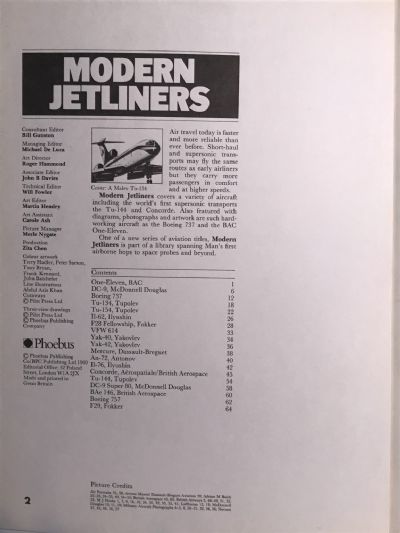 MODERN
JETLINERS
Consultant Editor
Bill Gunston
Managing Editor
Michael De Luca
Art Director
Roger Hammond
Associate Editor
John B Davies
Technical Editor
Will Fowler
Art Editor
Marcia Hendry
Art Assistant
Carole Ash
Picture Manager
Merle Nygate
Production
Zita Chen
Colour artwork
Terry Hadler, Peter Sarson,
Tony Bryan,
Frank Kennard,
John Batchelor
Line illustrations
Abdul Aziz Khan
Cutaways
© Pilot Press Ltd
Three-view drawings
© Pilot Press Ltd
© Phoebus Publishing
Company
Phoebus
© Phoebus Publishing
Co/BPC Publishing Ltd
Editorial Office: 52 Poland
Street, London W1A 2JX
Made and printed in
Great Britain
Cover: A Malev Tu-154
Air travel today is faster
and more reliable than
ever before. Short-haul
and supersonic trans-
ports may fly the same
routes as early airliners
but they carry more
passengers in comfort
and at higher speeds.
Modern Jetliners covers a variety of aircraft
including the world's first supersonic transports
the Tu-144 and Concorde. Also featured with
diagrams, photographs and artwork are such hard-
working aircraft as the Boeing 737 and the BAC
One-Eleven.
One of a new series of aviation titles, Modern
Jetliners is part of a library spanning Man's first
airborne hops to space probes and beyond.
Contents
One-Eleven, BAC 1
DC-9, McDonnell Douglas 6
Boeing 737 12
Tu-134, Tupolev 18
Tu-154, Tupolev 22
Il-62, Ilyushin 26
F28 Fellowship, Fokker 28
VFW 614 33
Yak-40, Yakovlev 34
Yak-42, Yakovlev 36
Mercure, Dassault-Breguet 38
An-72, Antonov 40
Il-76, Ilyushin
Concorde, Aérospatiale/British Aerospace 45
Tu-144, Tupolev 54
DC-9 Super 80, McDonnell Douglas 58
BAe 146, British Aerospace 60
Boeing 757 62
F29, Fokker 64
Picture Credits
2